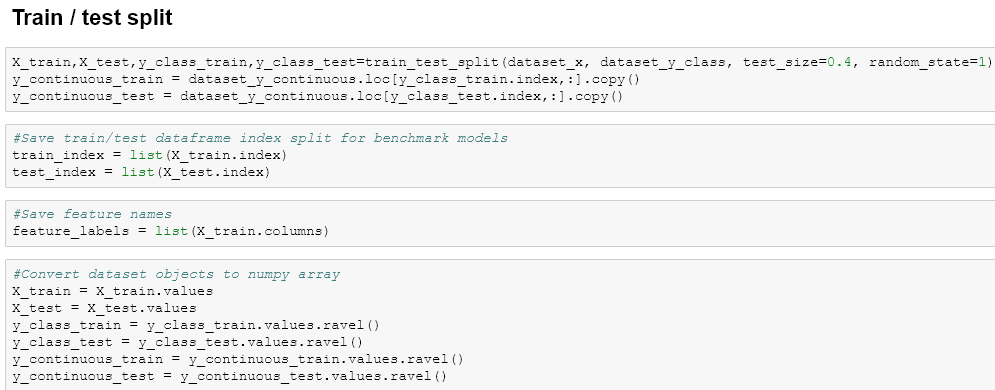 Train / test split
X_train,X_test,y_class_train,y_class_test=train_test_split(dataset_x, dataset_y_class, test_size=0.4, random_state=1)
y_continuous_train = dataset_y_continuous.loc[y_class_train.index,:].copy()
y_continuous_test = dataset_y_continuous.loc[y_class_test.index,:].copy()
#Save train/test dataframe index split for benchmark models
train_index = list(X_train.index)
test_index = list(X_test.index)
#Save feature names
feature_labels = list(X_train.columns)
#Convert dataset objects to numpy array
X_train = X_train.values
X_test = X_test.values
y_class_train = y_class_train.values.ravel()
y_class_test = y_class_test.values.ravel()
y_continuous_train = y_continuous_train.values.ravel()
y_continuous_test = y_continuous_test.values.ravel()